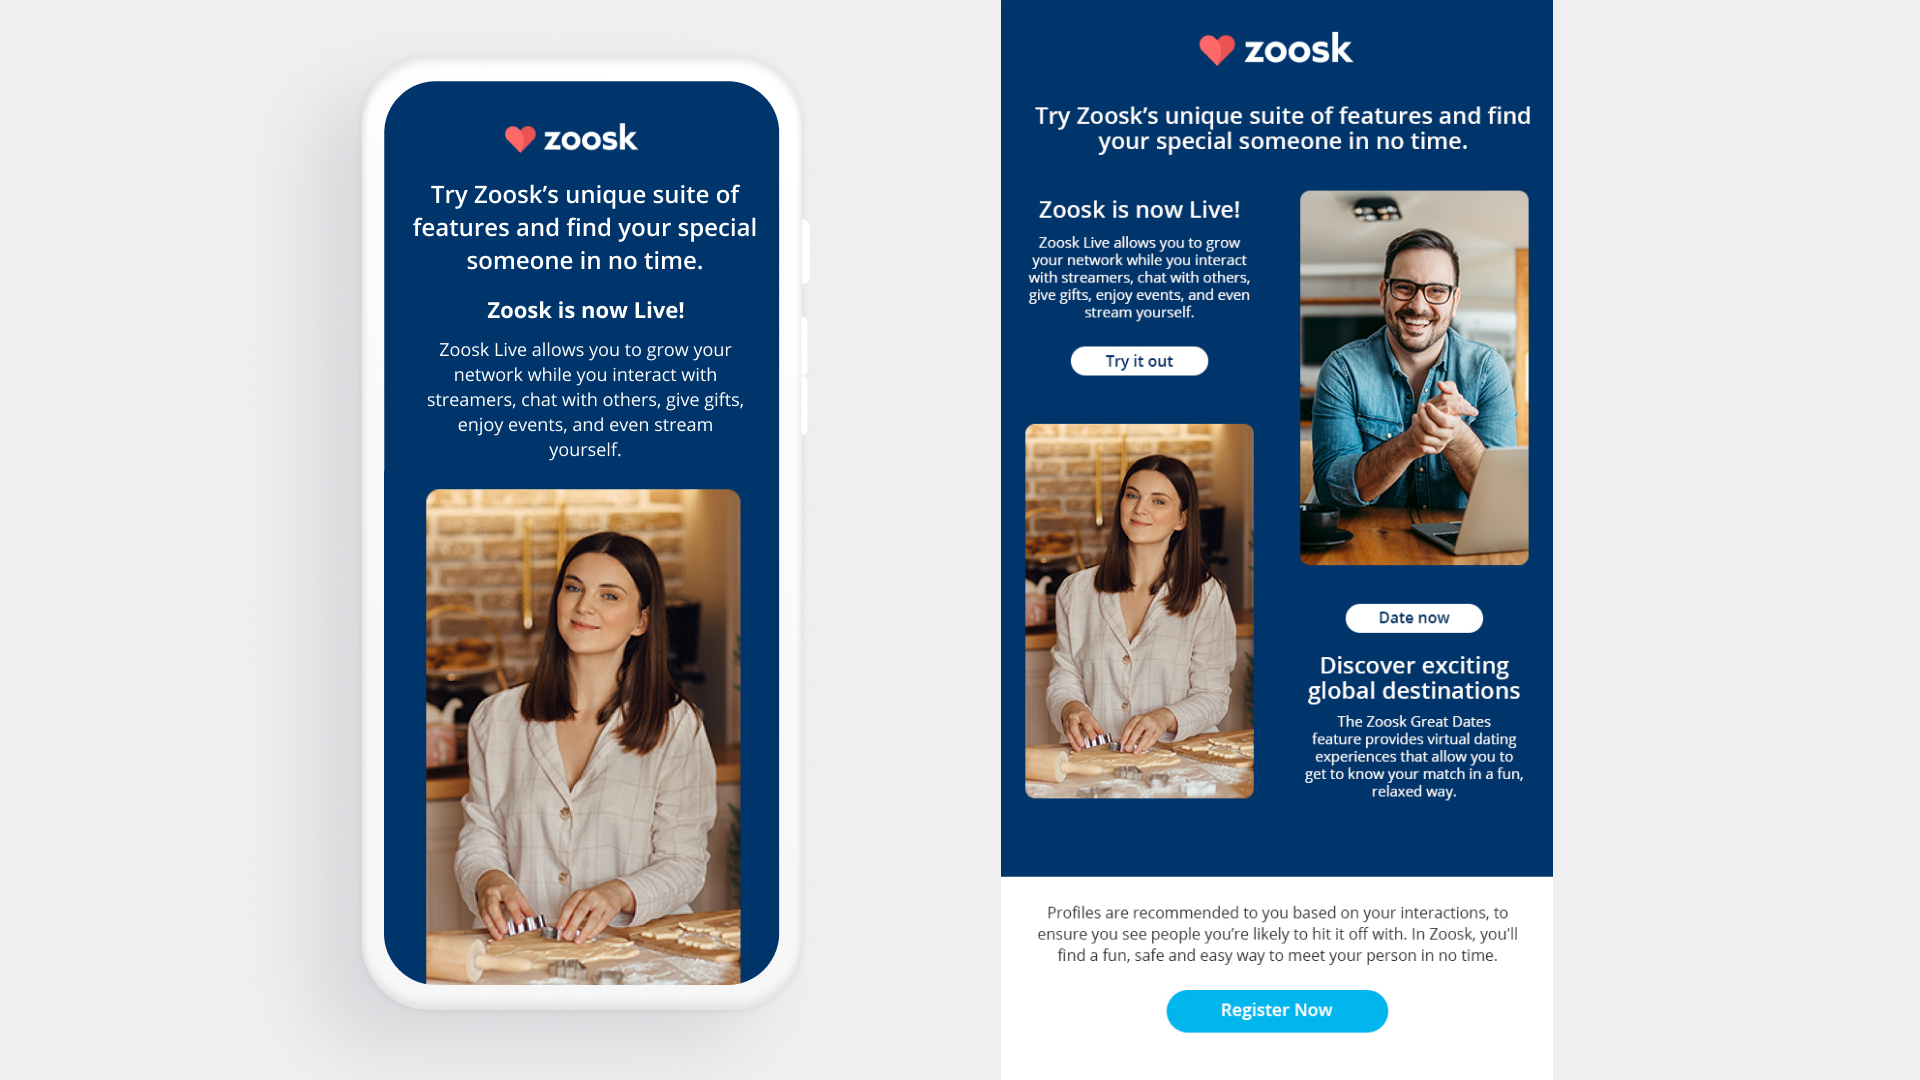 zoosk
Try Zoosk’s unique suite of
features and find your special
someone in no time.
Zoosk is now Live!
Zoosk Live allows you to grow your
network while you interact with
streamers, chat with others, give gifts,
enjoy events, and even stream
yourself.
zoosk
Try Zoosk’s unique suite of features and find
your special someone in no time.
Zoosk is now Live!
Zoosk Live allows you to grow
your network while you interact
with streamers, chat with others,
give gifts, enjoy events, and even
stream yourself.
Try it out
Date now
Discover exciting
global destinations
The Zoosk Great Dates
feature provides virtual dating
experiences that allow you to
get to know your match in a fun,
relaxed way.
Profiles are recommended to you based on your interactions, to
ensure you see people you’re likely to hit it off with. In Zoosk, you'll
find a fun, safe and easy way to meet your person in no time.
Register Now